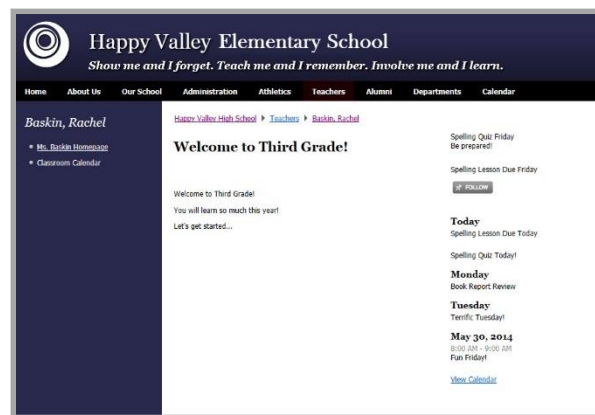 Happy Valley Elementary School
Show me and I forget. Teach me and I remember. Involve me and I learn.
Home About Us Our School Administration Athletics Teachers Alumni Departments Calendar
Baskin, Rachel
Ms. Baskin Homepage
Classroom Calendar
Happy Valley High School Teachers Baskin, Rachel
Welcome to Third Grade!
Welcome to Third Grade!
You will learn so much this year!
Let's get started...
Spelling Quiz Friday
Be prepared!
Spelling Lesson Due Friday
FOLLOW
Today
Spelling Lesson Due Today
Spelling Quiz Today!
Monday
Book Report Review
Tuesday
Terrific Tuesday!
May 30, 2014
8:00 AM - 9:00 AM
Fun Friday!
View Calendar